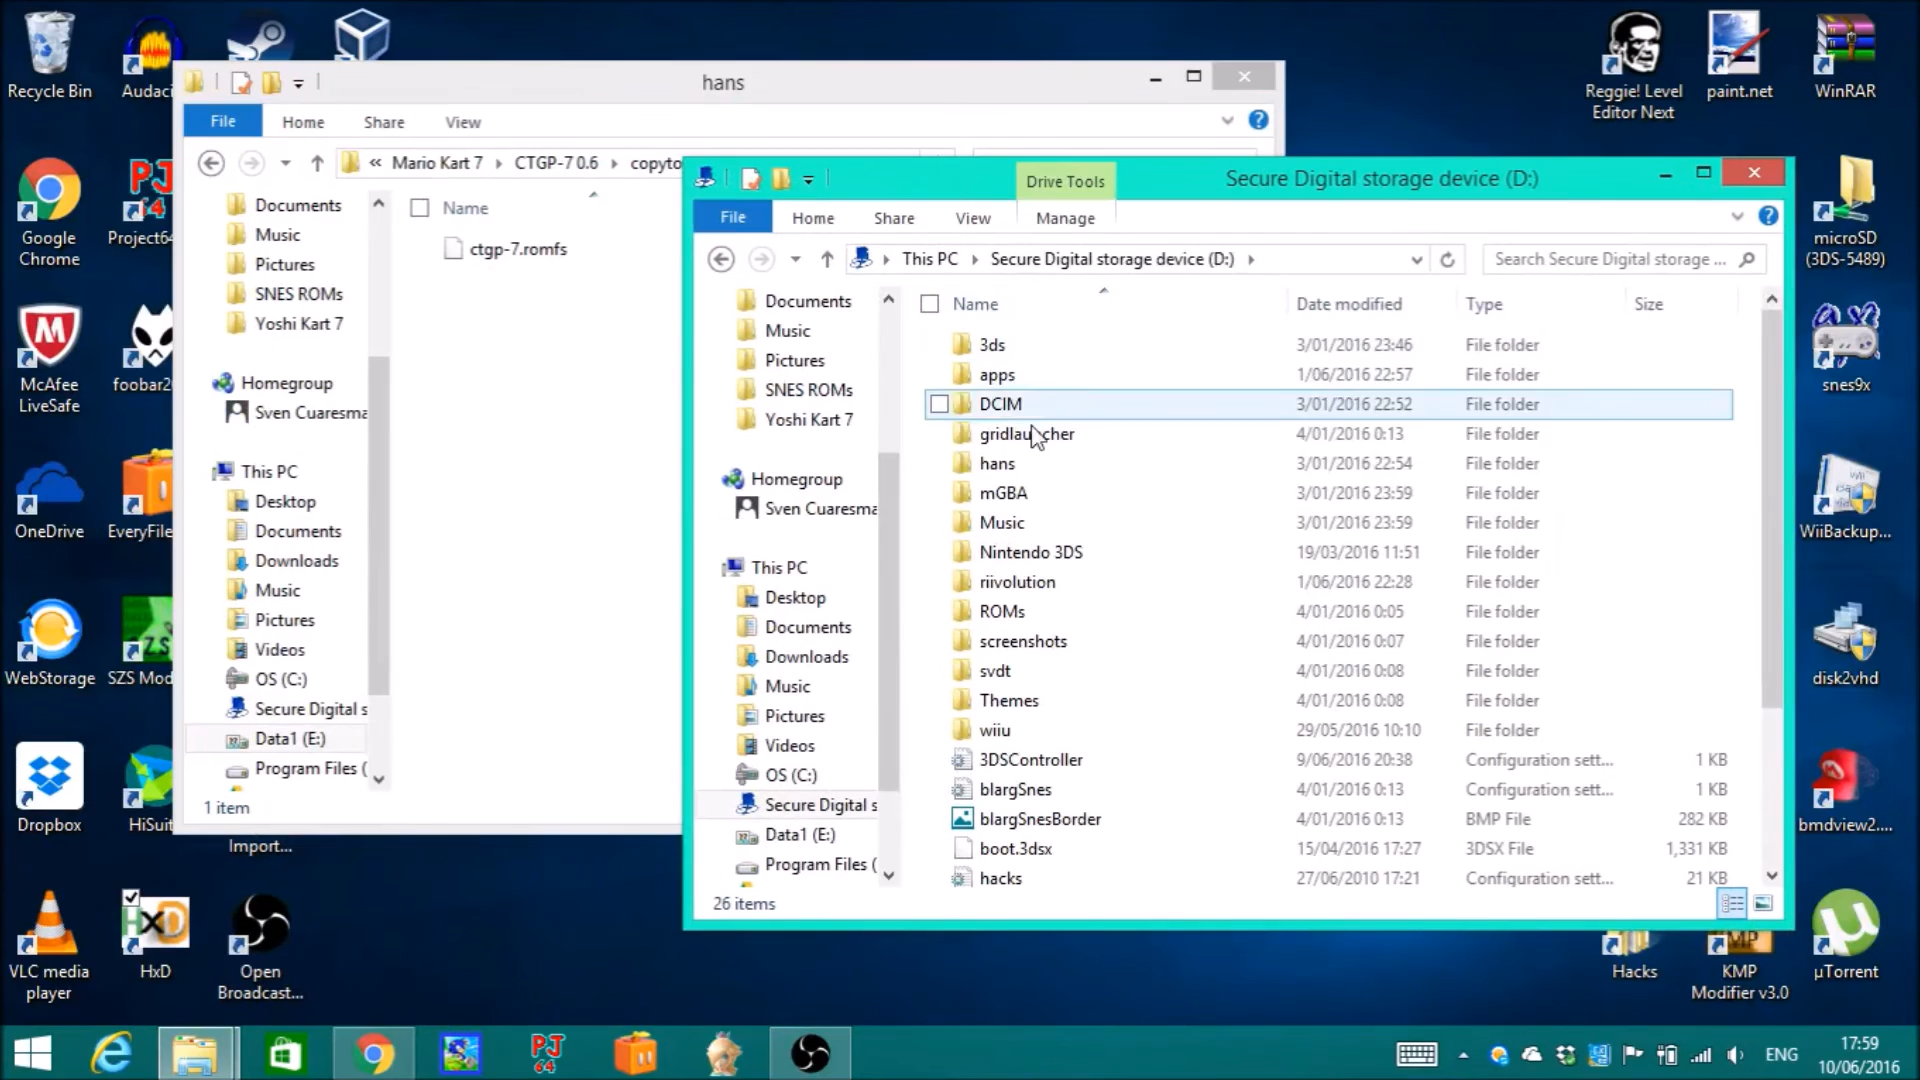 Recycle Bin
Audaci
Reggie! Level
Editor Next
paint.net
WinRAR
Google
Chrome
Project64
PJ
64
microSD
(3DS-5489)
McAfee
LiveSafe
foobar20
snes9x
OneDrive
EveryFile
Wii
WiiBackup...
WebStorage
SZS Mod
SZS
disk2vhd
Dropbox
HiSuit
Import...
bmdview2....
VLC media
player
HxD
HxD
Open
Broadcast...
Hacks
KMP
Modifier v3.0
MP
µTorrent
hans
File
Home
Share
View
« Mario Kart 7 › CTGP-7 0.6 › copyto
Documents
Music
Pictures
SNES ROMs
Yoshi Kart 7
Homegroup
Sven Cuaresma
This PC
Desktop
Documents
Downloads
Music
Pictures
Videos
OS (C:)
Secure Digital s
Data1 (E:)
Program Files (
Name
ctgp-7.romfs
1 item
Drive Tools
Secure Digital storage device (D:)
File
Home
Share
View
Manage
This PC › Secure Digital storage device (D:) ›
Search Secure Digital storage ...
Documents
Music
Pictures
SNES ROMs
Yoshi Kart 7
Homegroup
Sven Cuaresma
This PC
Desktop
Documents
Downloads
Music
Pictures
Videos
OS (C:)
Secure Digital s
Data1 (E:)
Program Files (
Name Date modified Type Size
3ds 3/01/2016 23:46 File folder
apps 1/06/2016 22:57 File folder
DCIM 3/01/2016 22:52 File folder
gridlauncher 4/01/2016 0:13 File folder
hans 3/01/2016 22:54 File folder
mGBA 3/01/2016 23:59 File folder
Music 3/01/2016 23:59 File folder
Nintendo 3DS 19/03/2016 11:51 File folder
riivolution 1/06/2016 22:28 File folder
ROMs 4/01/2016 0:05 File folder
screenshots 4/01/2016 0:07 File folder
svdt 4/01/2016 0:08 File folder
Themes 4/01/2016 0:08 File folder
wiiu 29/05/2016 10:10 File folder
3DSController 9/06/2016 20:38 Configuration sett... 1 KB
blargSnes 4/01/2016 0:13 Configuration sett... 1 KB
blargSnesBorder 4/01/2016 0:13 BMP File 282 KB
boot.3dsx 15/04/2016 17:27 3DSX File 1,331 KB
hacks 27/06/2010 17:21 Configuration sett... 21 KB
26 items
PJ
64
ENG
17:59
10/06/2016